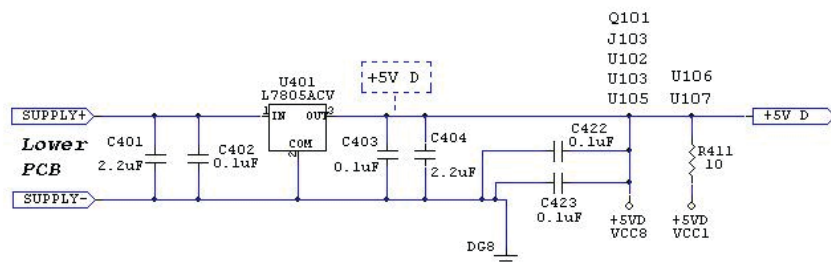 Q101
J103
U102
U103
U105
U106
U107
+5V D
U401
L7805ACV
SUPPLY+
1
IN
OUT
3
COM
2
+5V D
Lower
PCB
C401
2.2uF
C402
0.1uF
C403
0.1uF
C404
2.2uF
C422
0.1uF
C423
0.1uF
R411
10
SUPPLY-
+5VD
VCC8
+5VD
VCC1
DG8